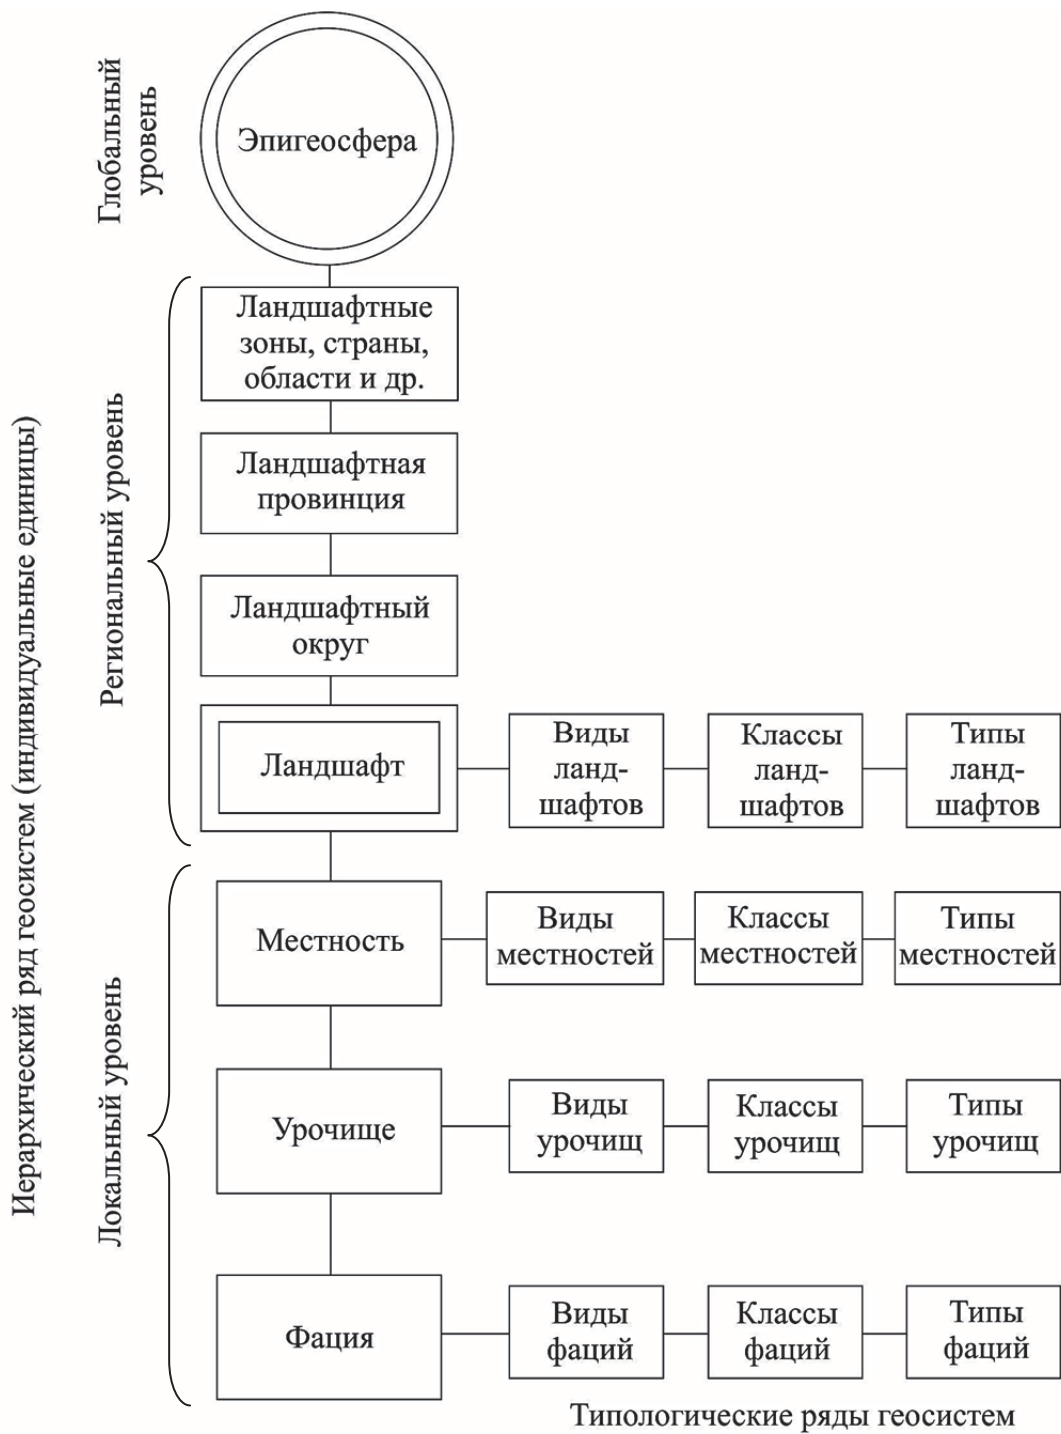 Иерархический ряд геосистем (индивидуальные единицы)
Глобальный
уровень
Эпигеосфера
Региональный уровень
Ландшафтные
зоны, страны,
области и др.
Ландшафтная
провинция
Ландшафтный
округ
Ландшафт
Виды
ланд-
шафтов
Классы
ланд-
шафтов
Типы
ланд-
шафтов
Локальный уровень
Местность
Виды
местностей
Классы
местностей
Типы
местностей
Урочище
Виды
урочищ
Классы
урочищ
Типы
урочищ
Фация
Виды
фаций
Классы
фаций
Типы
фаций
Типологические ряды геосистем